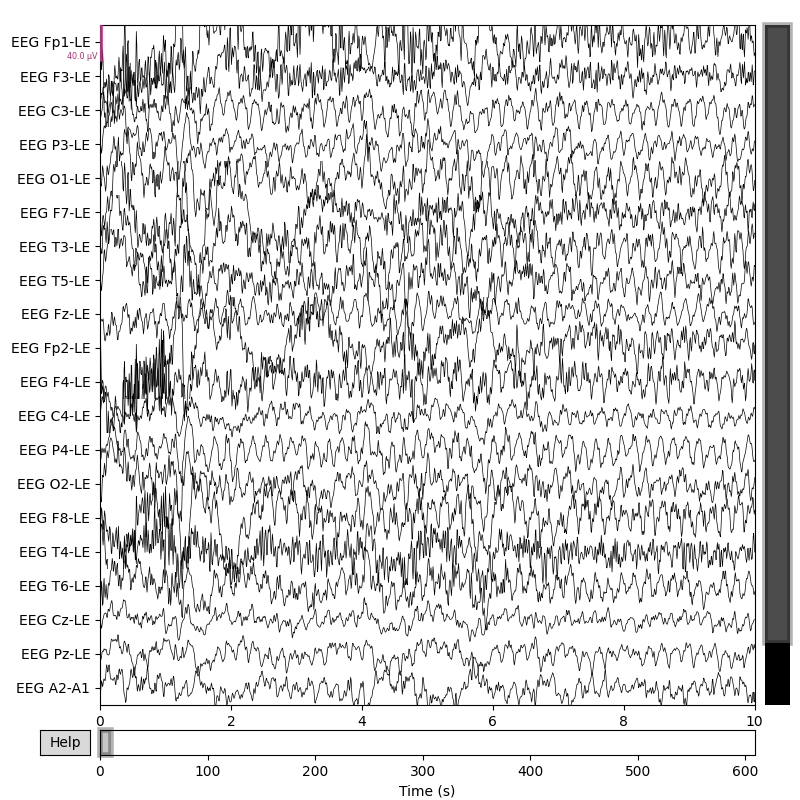 EEG Fp1-LE
40.0 µV
EEG F3-LE
EEG C3-LE
EEG P3-LE
EEG O1-LE
EEG F7-LE
EEG T3-LE
EEG T5-LE
EEG Fz-LE
EEG Fp2-LE
EEG F4-LE
EEG C4-LE
EEG P4-LE
EEG O2-LE
EEG F8-LE
EEG T4-LE
EEG T6-LE
EEG Cz-LE
EEG Pz-LE
EEG A2-A1
0 2 4 6 8 10
Help
0 100 200 300 400 500 600
Time (s)